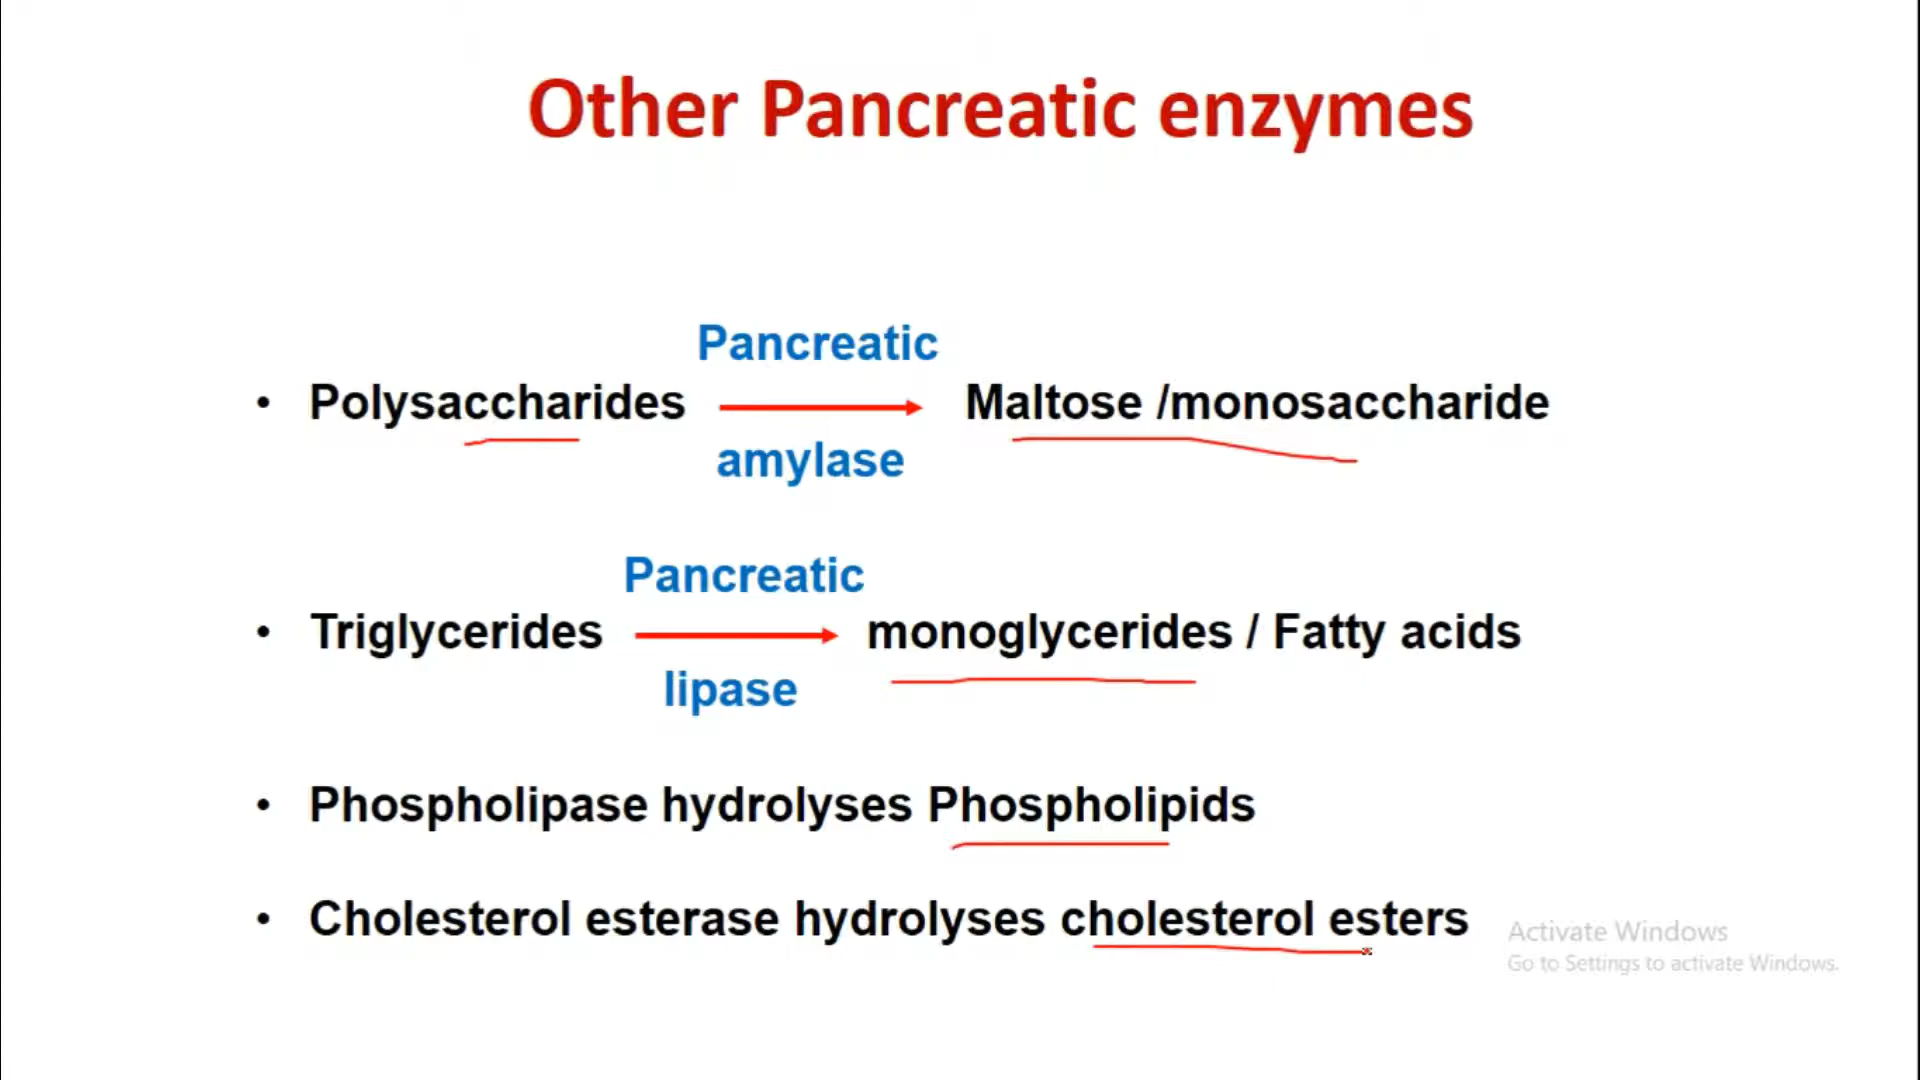 Other Pancreatic enzymes
Pancreatic
• Polysaccharides Maltose /monosaccharide
amylase
Pancreatic
• Triglycerides monoglycerides / Fatty acids
lipase
• Phospholipase hydrolyses Phospholipids
• Cholesterol esterase hydrolyses cholesterol esters
Activate Windows
Go to Settings to activate Windows.